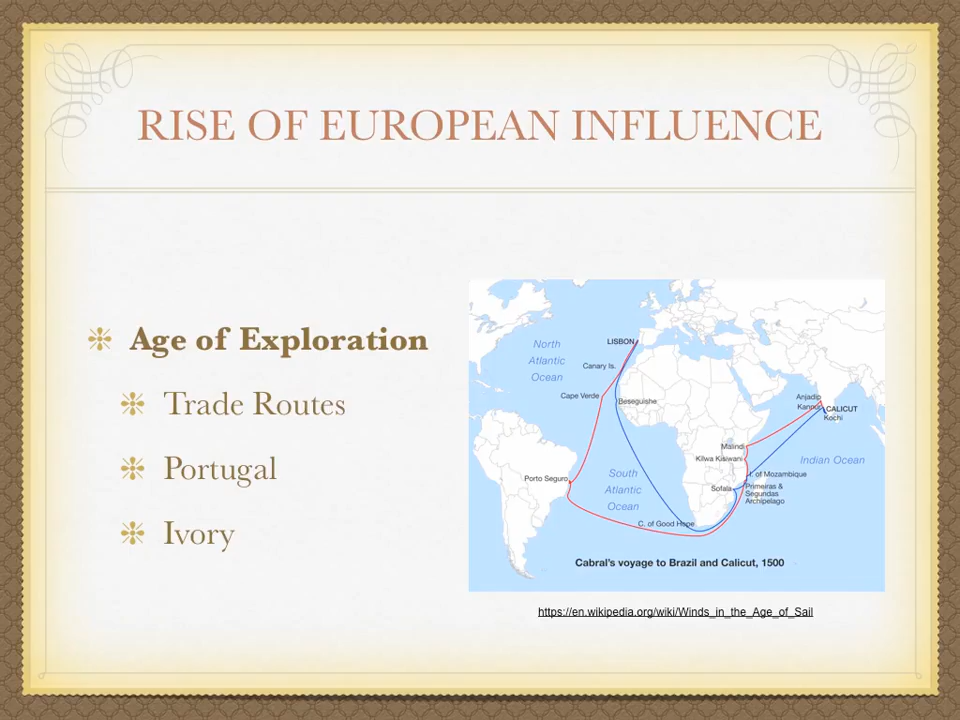 RISE OF EUROPEAN INFLUENCE
Age of Exploration
Trade Routes
Portugal
Ivory
North
Atlantic
Ocean
LISBON
Canary Is.
Cape Verde
Beseguishe
Anjadip
Kannur
CALICUT
Kochi
Malindi
Kilwa Kisiwani
Indian Ocean
Porto Seguro
South
Atlantic
Ocean
I. of Mozambique
Sofala
Primeiras &
Segundas
Archipelago
C. of Good Hope
Cabral's voyage to Brazil and Calicut, 1500
https://en.wikipedia.org/wiki/Winds_in_the_Age_of_Sail